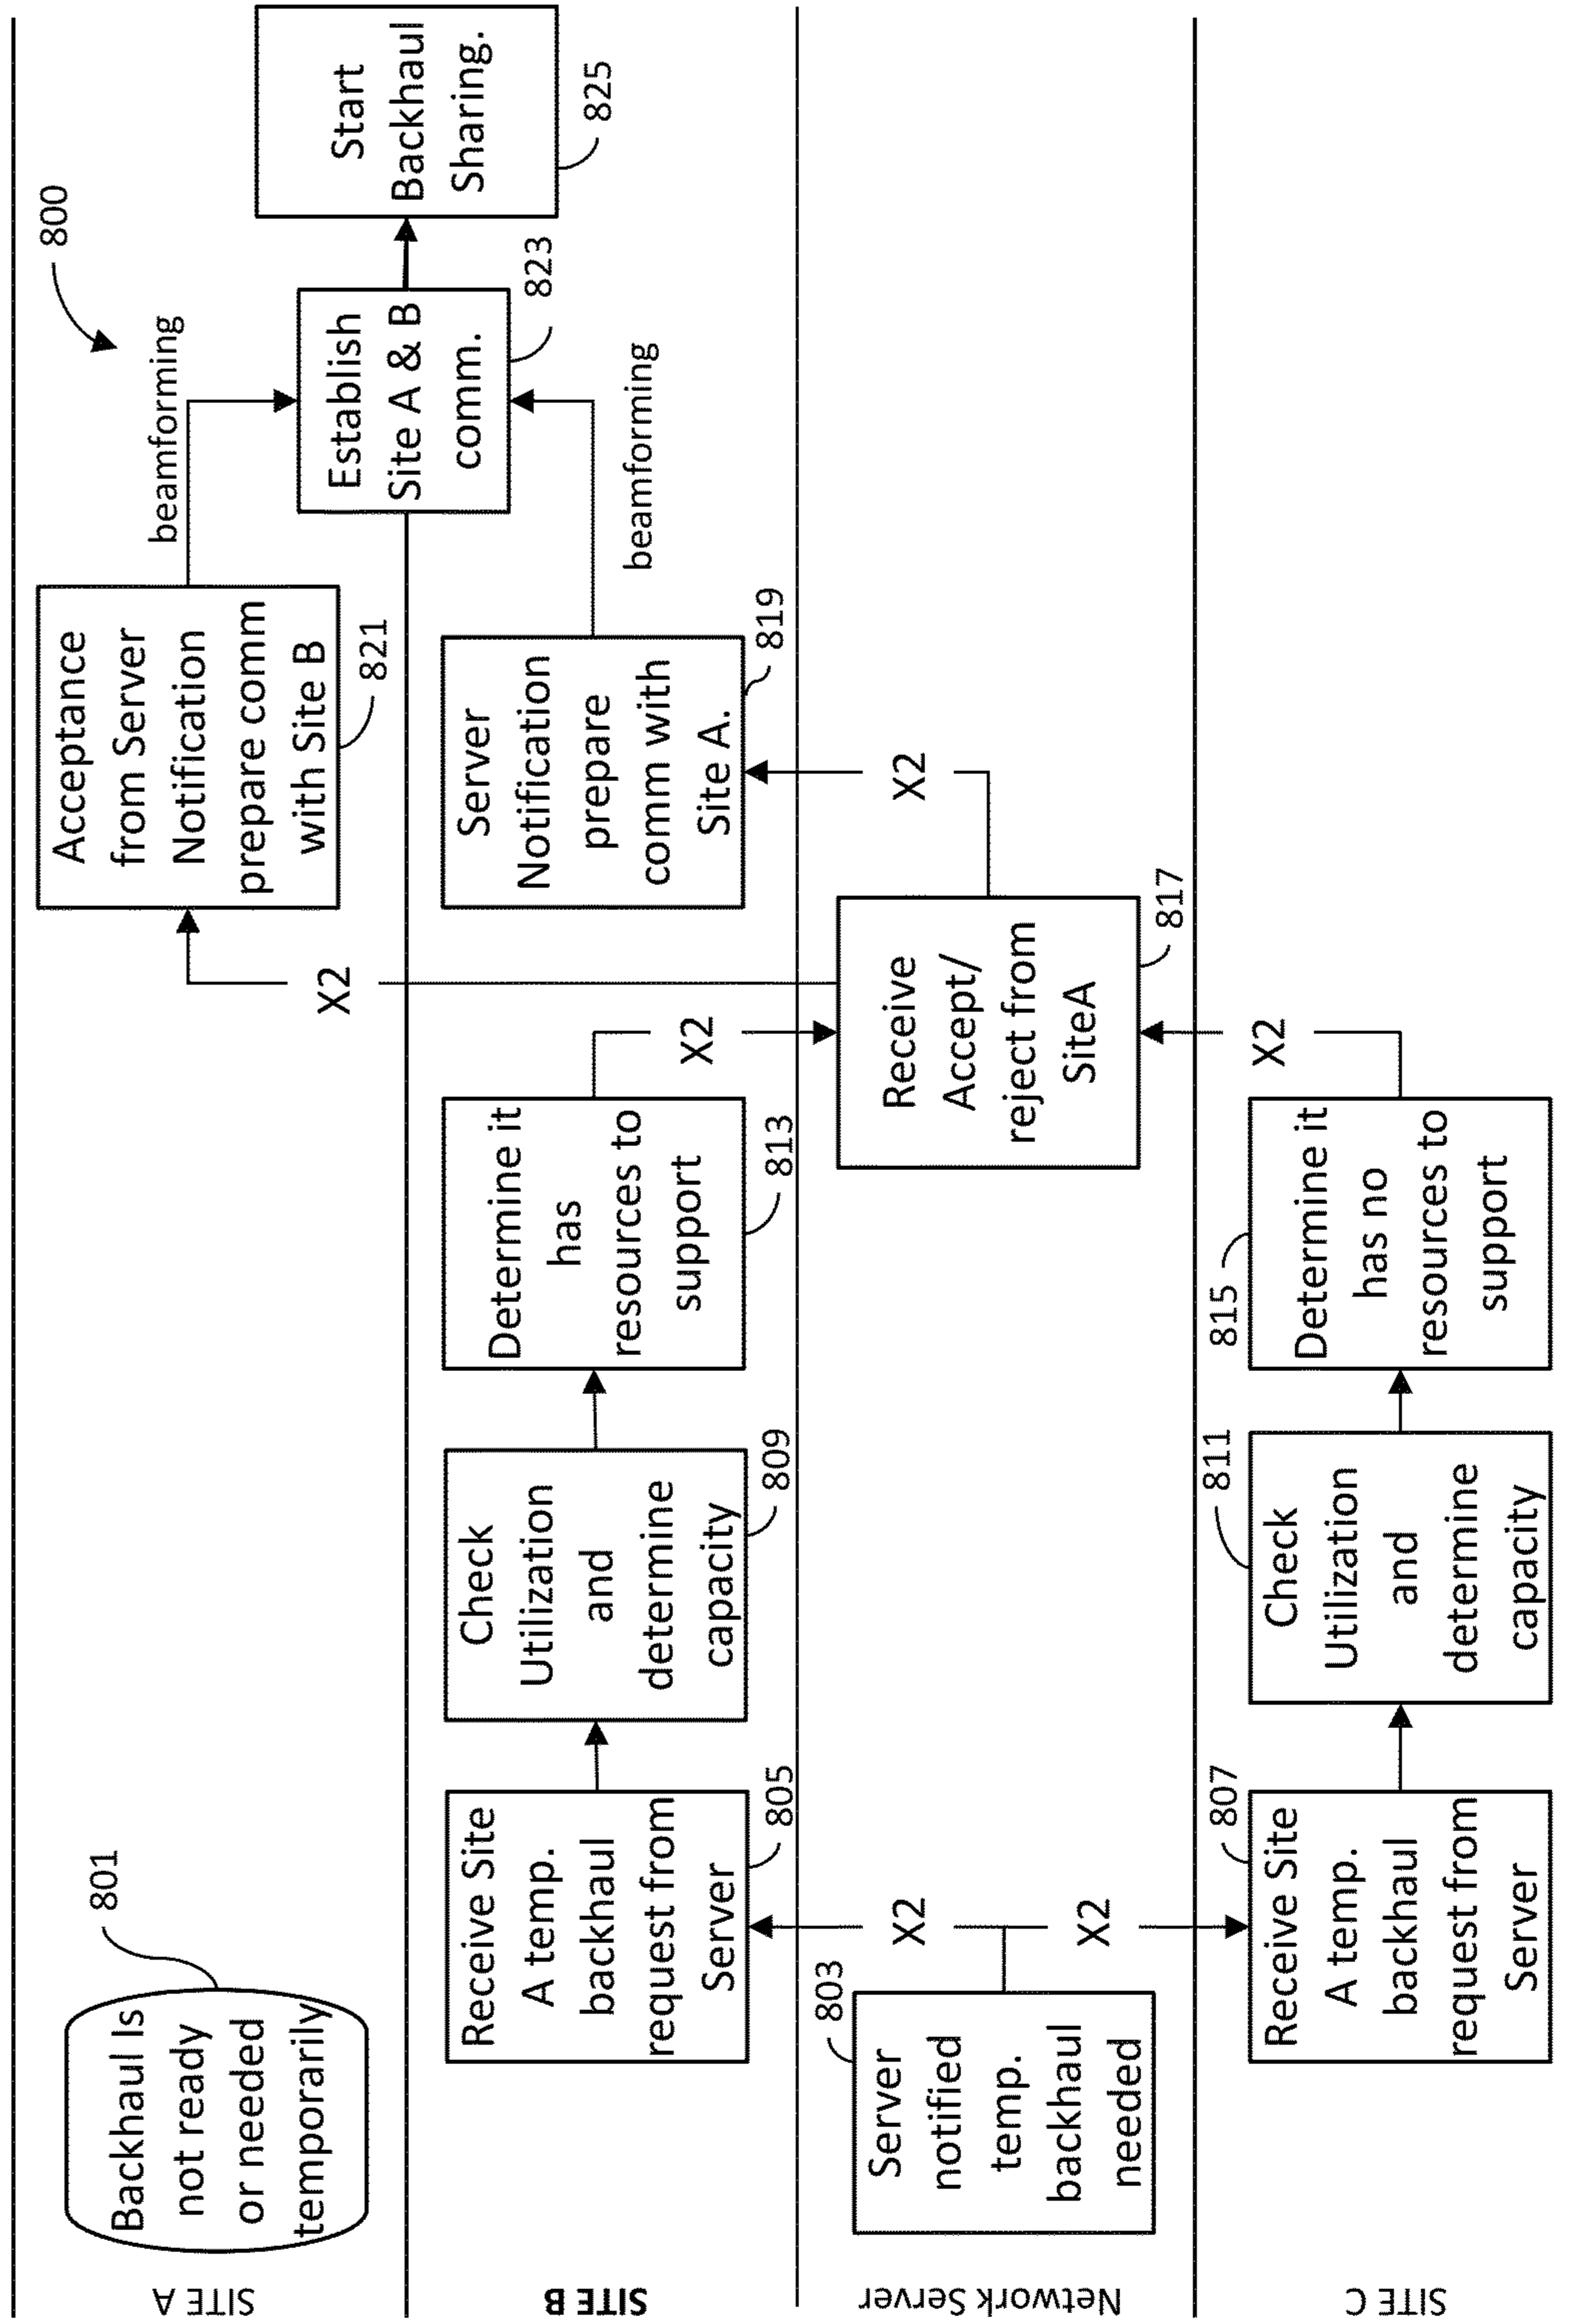 800
SITE A
Backhaul Is
not ready
or needed
temporarily
801
Acceptance
from Server
Notification
prepare comm
with Site B
821
X2
beamforming
Establish
Site A & B
comm.
823
Start
Backhaul
Sharing.
825
SITE B
Receive Site
A temp.
backhaul
request from
Server
805
Check
Utilization
and
determine
capacity
809
Determine it
has
resources to
support
813
X2
Server
Notification
prepare
comm with
Site A.
819
beamforming
Network Server
Server
notified
temp.
backhaul
needed
803
X2
X2
Receive
Accept/
reject from
SiteA
817
X2
SITE C
Receive Site
A temp.
backhaul
request from
Server
807
Check
Utilization
and
determine
capacity
811
Determine it
has no
resources to
support
815
X2